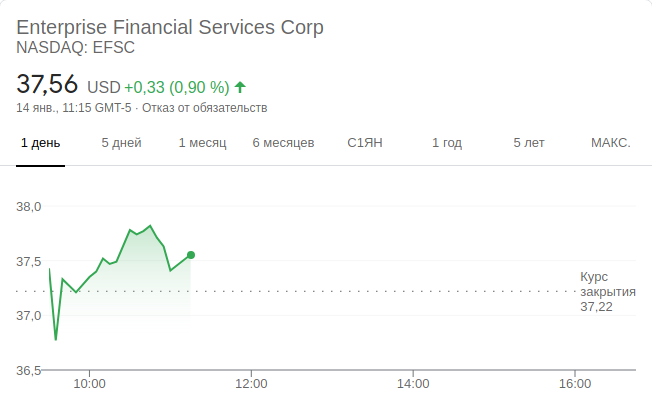 Enterprise Financial Services Corp
NASDAQ: EFSC
37,56 USD +0,33 (0,90 %)
14 янв., 11:15 GMT-5 · Отказ от обязательств
1 день 5 дней 1 месяц 6 месяцев С1ЯН 1 год 5 лет МАКС.
38,0
37,5
Курс
закрытия
37,22
37,0
36,5
10:00 12:00 14:00 16:00